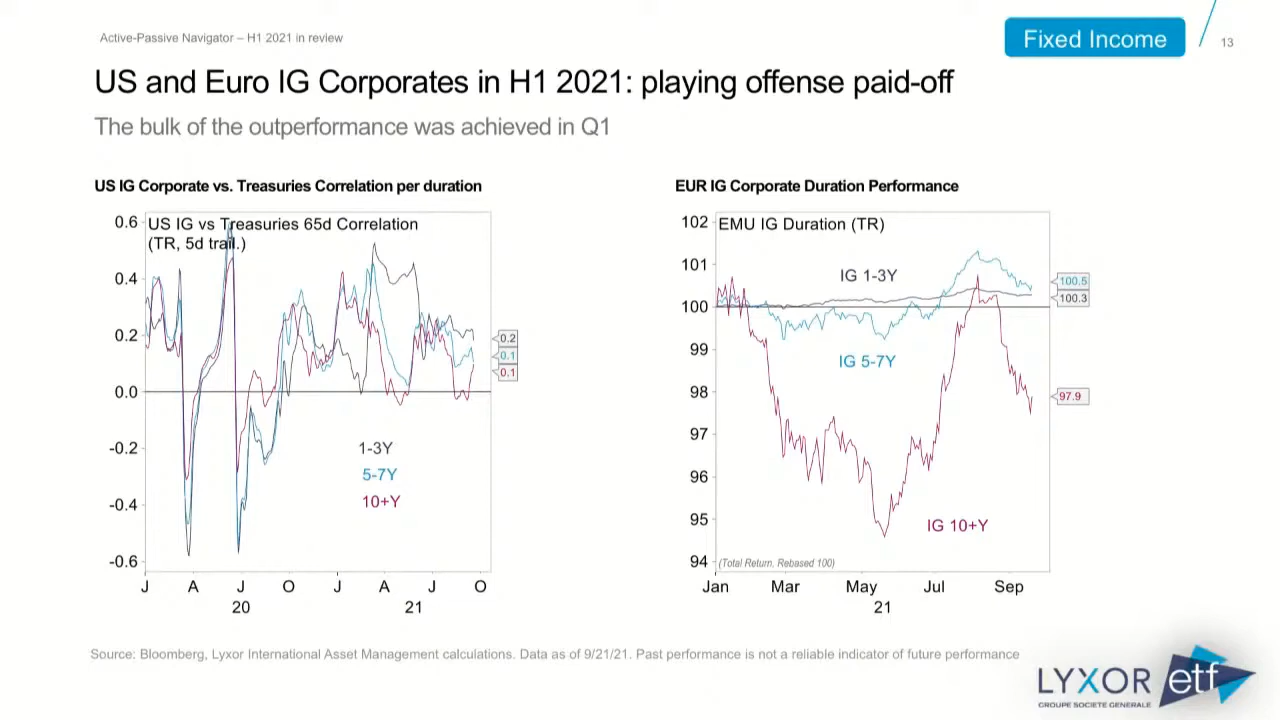 Active-Passive Navigator – H1 2021 in review
Fixed Income
13
US and Euro IG Corporates in H1 2021: playing offense paid-off
The bulk of the outperformance was achieved in Q1
US IG Corporate vs. Treasuries Correlation per duration
US IG vs Treasuries 65d Correlation
(TR, 5d trail.)
0.6
0.4
0.2
0.0
-0.2
-0.4
-0.6
0.2
0.1
0.1
1-3Y
5-7Y
10+Y
J A J O J A J O
20 21
EUR IG Corporate Duration Performance
EMU IG Duration (TR)
102
101
100
99
98
97
96
95
94
IG 1-3Y
IG 5-7Y
IG 10+Y
100.5
100.3
97.9
(Total Return. Rebased 100)
Jan Mar May Jul Sep
21
Source: Bloomberg, Lyxor International Asset Management calculations. Data as of 9/21/21. Past performance is not a reliable indicator of future performance
LYXOR etf
GROUPE SOCIETE GENERALE